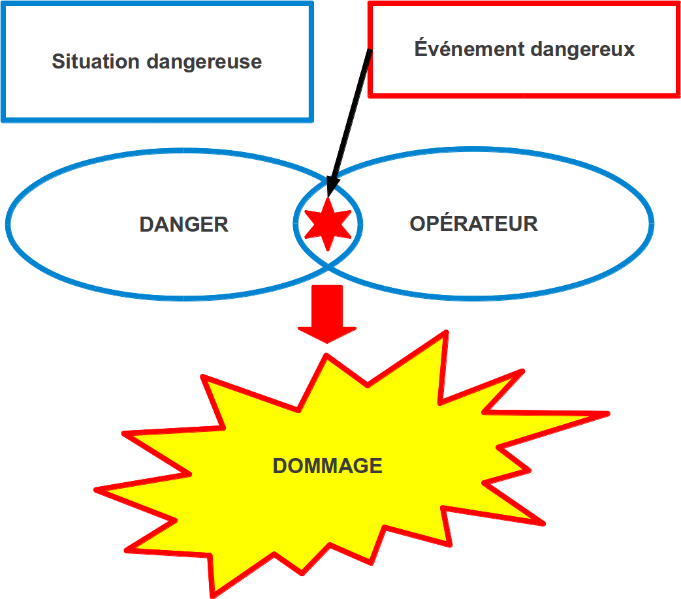 Situation dangereuse
Événement dangereux
DANGER
OPÉRATEUR
DOMMAGE